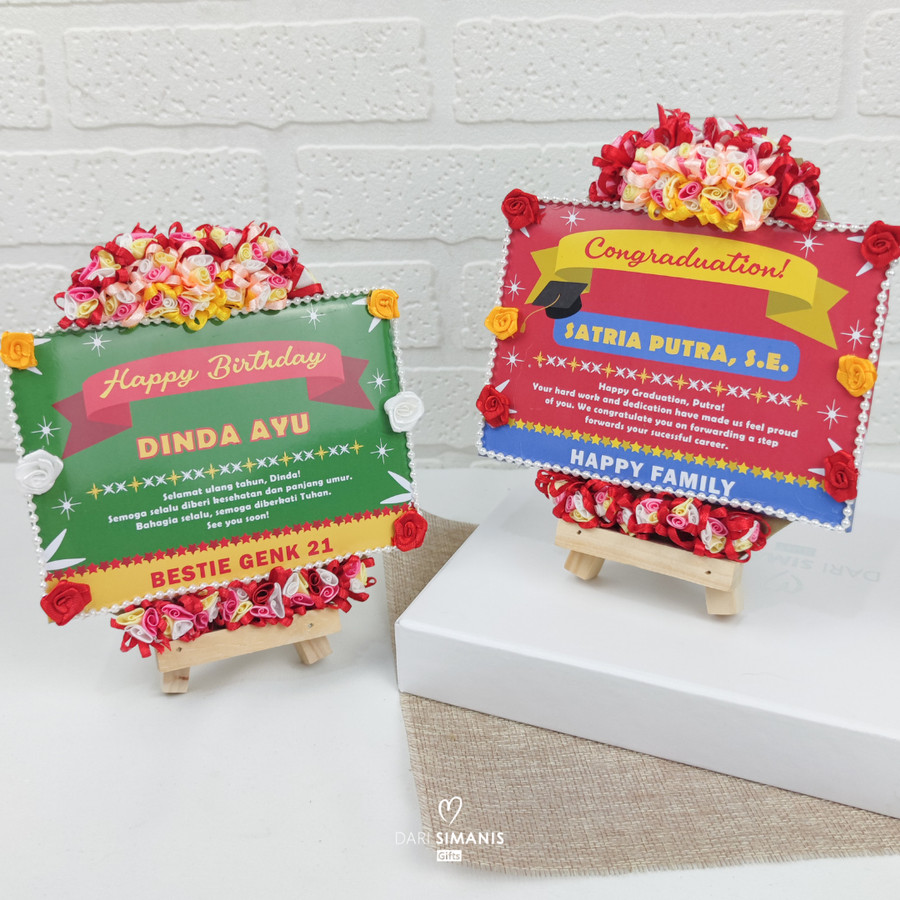 Happy Birthday
DINDA AYU
Selamat ulang tahun, Dinda!
Semoga selalu diberi kesehatan dan panjang umur.
Bahagia selalu, semoga diberkati Tuhan.
See you soon!
BESTIE GENK 21
Congraduation!
SATRIA PUTRA, S.E.
Happy Graduation, Putra!
Your hard work and dedication have made us feel proud
of you. We congratulate you on forwarding a step
forwards your sucessful career.
HAPPY FAMILY
DARI SIMANIS
DARI SIMANIS
Gifts